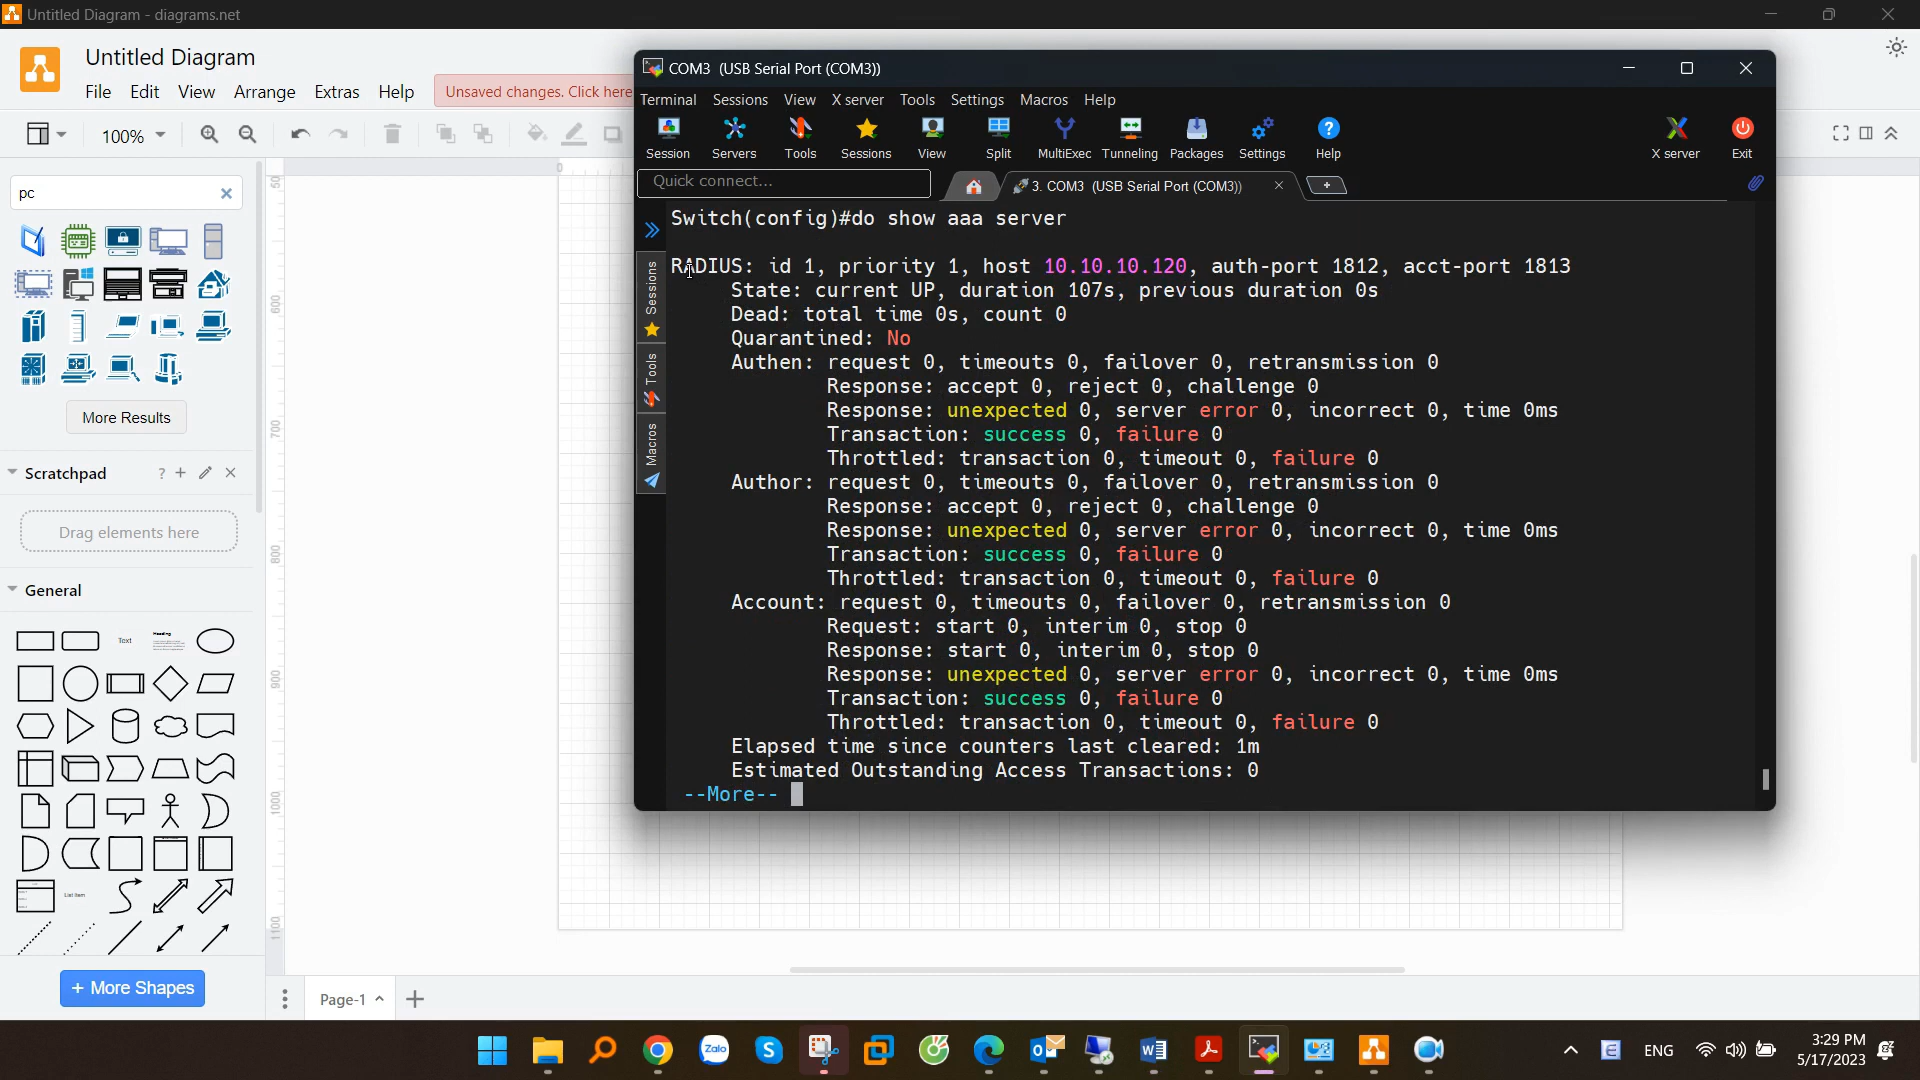 Untitled Diagram - diagrams.net
Untitled Diagram
File Edit View Arrange Extras Help
Unsaved changes. Click here
100%
pc
More Results
Scratchpad
?
Drag elements here
General
Text
Heading
List Item
+ More Shapes
Page-1
50
600
700
800
900
1000
1100
0
COM3 (USB Serial Port (COM3))
Terminal Sessions View X server Tools Settings Macros Help
Session Servers Tools Sessions View Split MultiExec Tunneling Packages Settings Help X server Exit
Quick connect...
3. COM3 (USB Serial Port (COM3))
Sessions
Tools
Macros
Switch(config)#do show aaa server
RADIUS: id 1, priority 1, host 10.10.10.120, auth-port 1812, acct-port 1813
State: current UP, duration 107s, previous duration 0s
Dead: total time 0s, count 0
Quarantined: No
Authen: request 0, timeouts 0, failover 0, retransmission 0
Response: accept 0, reject 0, challenge 0
Response: unexpected 0, server error 0, incorrect 0, time 0ms
Transaction: success 0, failure 0
Throttled: transaction 0, timeout 0, failure 0
Author: request 0, timeouts 0, failover 0, retransmission 0
Response: accept 0, reject 0, challenge 0
Response: unexpected 0, server error 0, incorrect 0, time 0ms
Transaction: success 0, failure 0
Throttled: transaction 0, timeout 0, failure 0
Account: request 0, timeouts 0, failover 0, retransmission 0
Request: start 0, interim 0, stop 0
Response: start 0, interim 0, stop 0
Response: unexpected 0, server error 0, incorrect 0, time 0ms
Transaction: success 0, failure 0
Throttled: transaction 0, timeout 0, failure 0
Elapsed time since counters last cleared: 1m
Estimated Outstanding Access Transactions: 0
--More--
Zalo
ENG
3:29 PM
5/17/2023